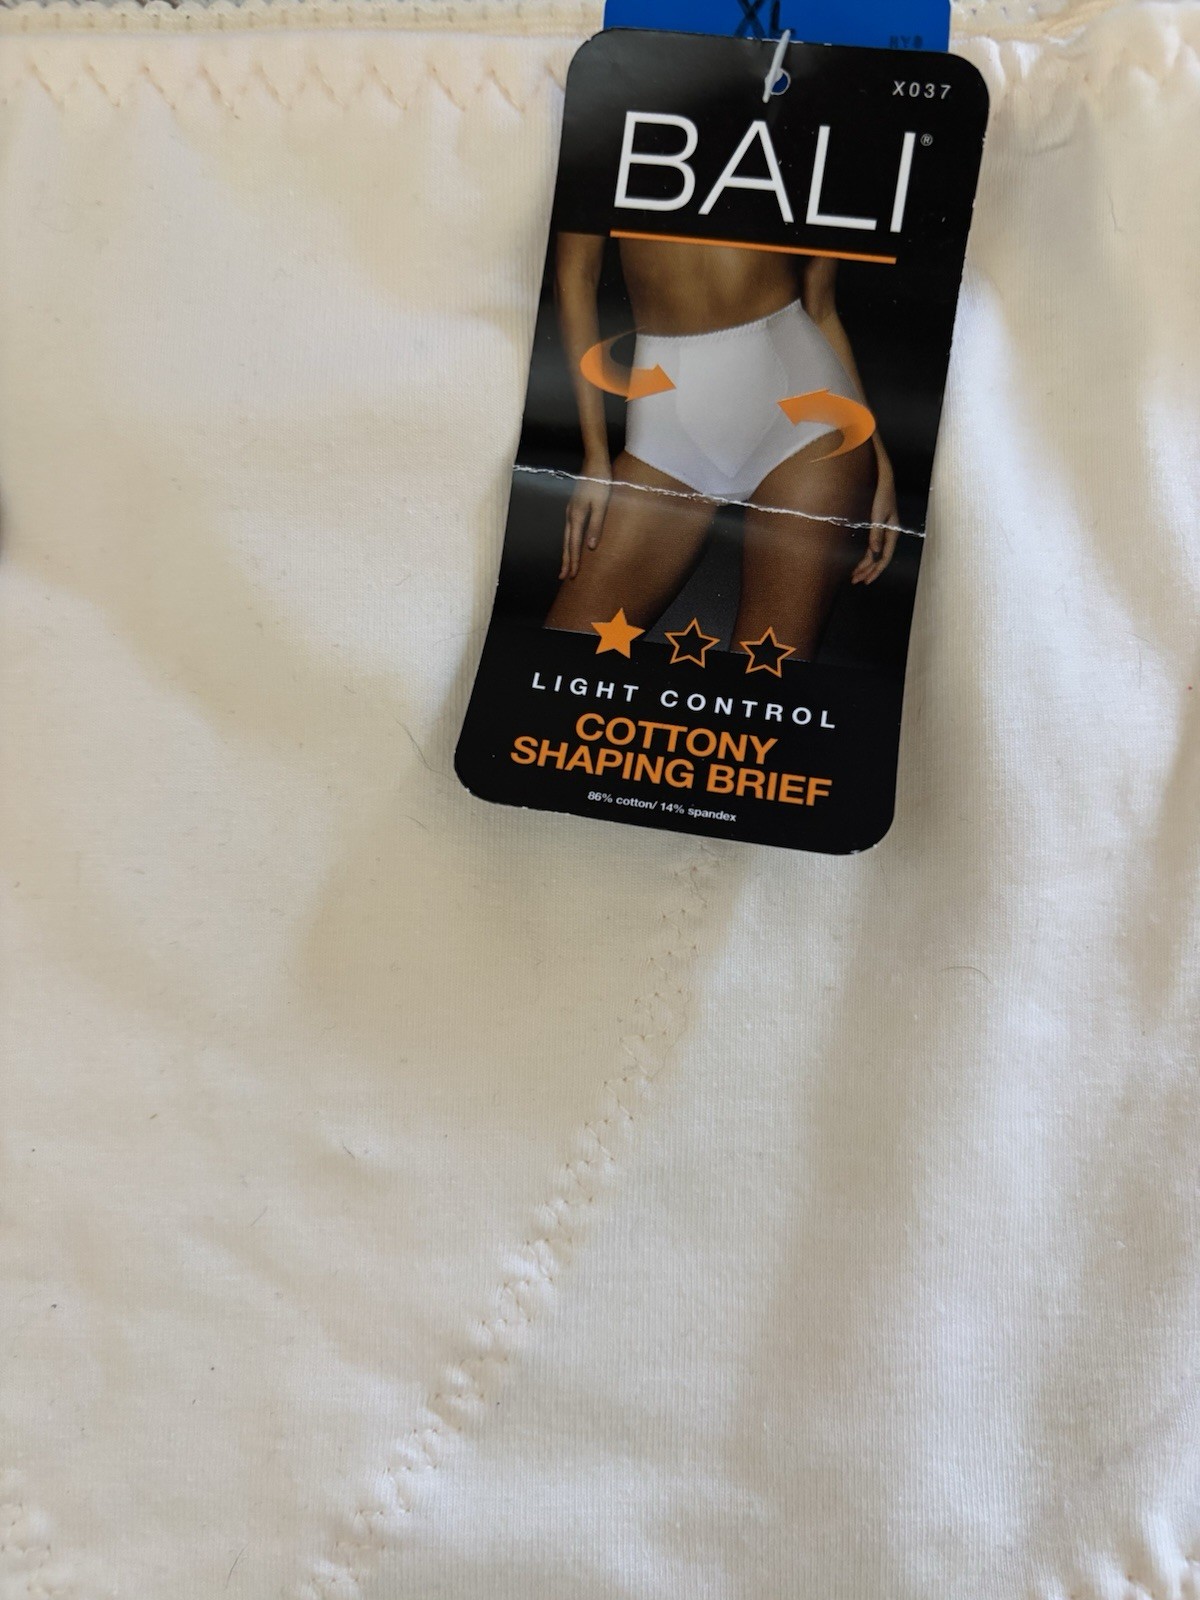 XL
X037
BALI®
LIGHT CONTROL
COTTONY
SHAPING BRIEF
86% cotton/ 14% spandex